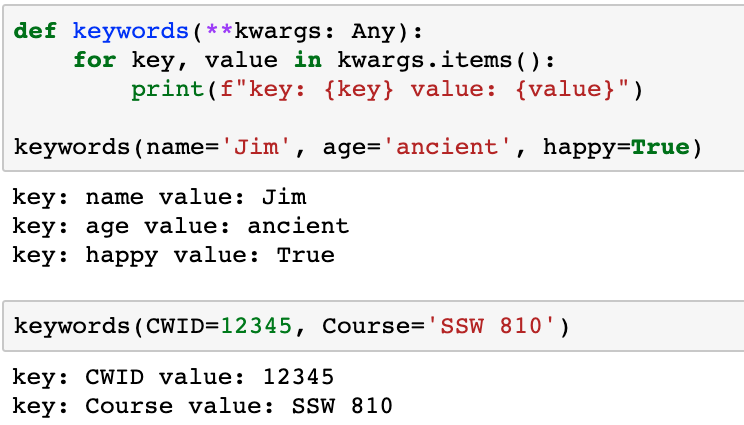 def keywords(**kwargs: Any):
    for key, value in kwargs.items():
        print(f"key: {key} value: {value}")

keywords(name='Jim', age='ancient', happy=True)
key: name value: Jim
key: age value: ancient
key: happy value: True
keywords(CWID=12345, Course='SSW 810')
key: CWID value: 12345
key: Course value: SSW 810